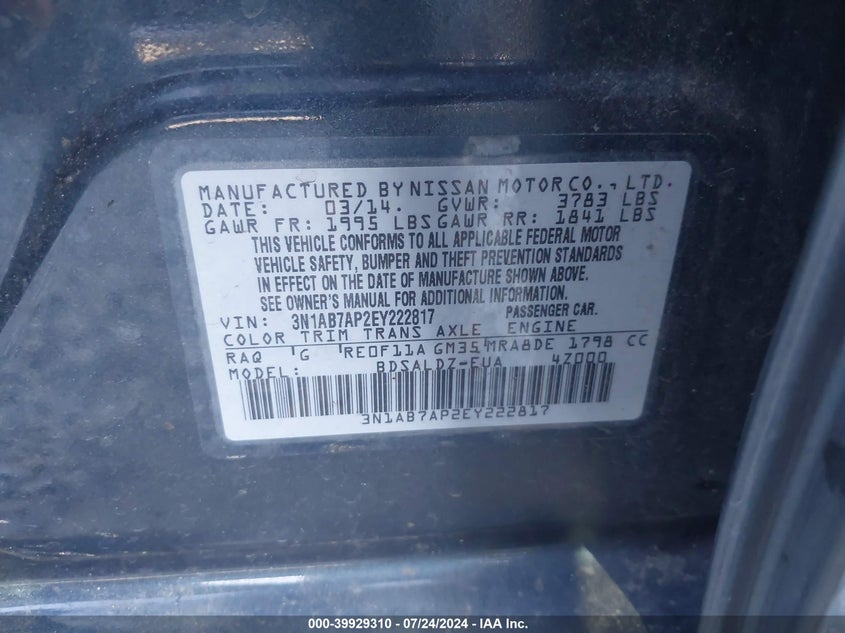 MANUFACTURED BY NISSAN MOTOR CO., LTD.
DATE: 03/14. GVWR: 3783 LBS
GAWR FR: 1995 LBS GAWR RR: 1841 LBS
THIS VEHICLE CONFORMS TO ALL APPLICABLE FEDERAL MOTOR
VEHICLE SAFETY, BUMPER AND THEFT PREVENTION STANDARDS
IN EFFECT ON THE DATE OF MANUFACTURE SHOWN ABOVE.
SEE OWNER'S MANUAL FOR ADDITIONAL INFORMATION.
VIN: 3N1AB7AP2EY222817 PASSENGER CAR.
COLOR TRIM TRANS AXLE ENGINE
RAQ 'G 'RE0F11A GM35'MRA8DE 1798 CC
MODEL: BDSALDZ-EUA 4Z000
3N1AB7AP2EY222817
000-39929310 / 07/24/2024 - IAA Inc.